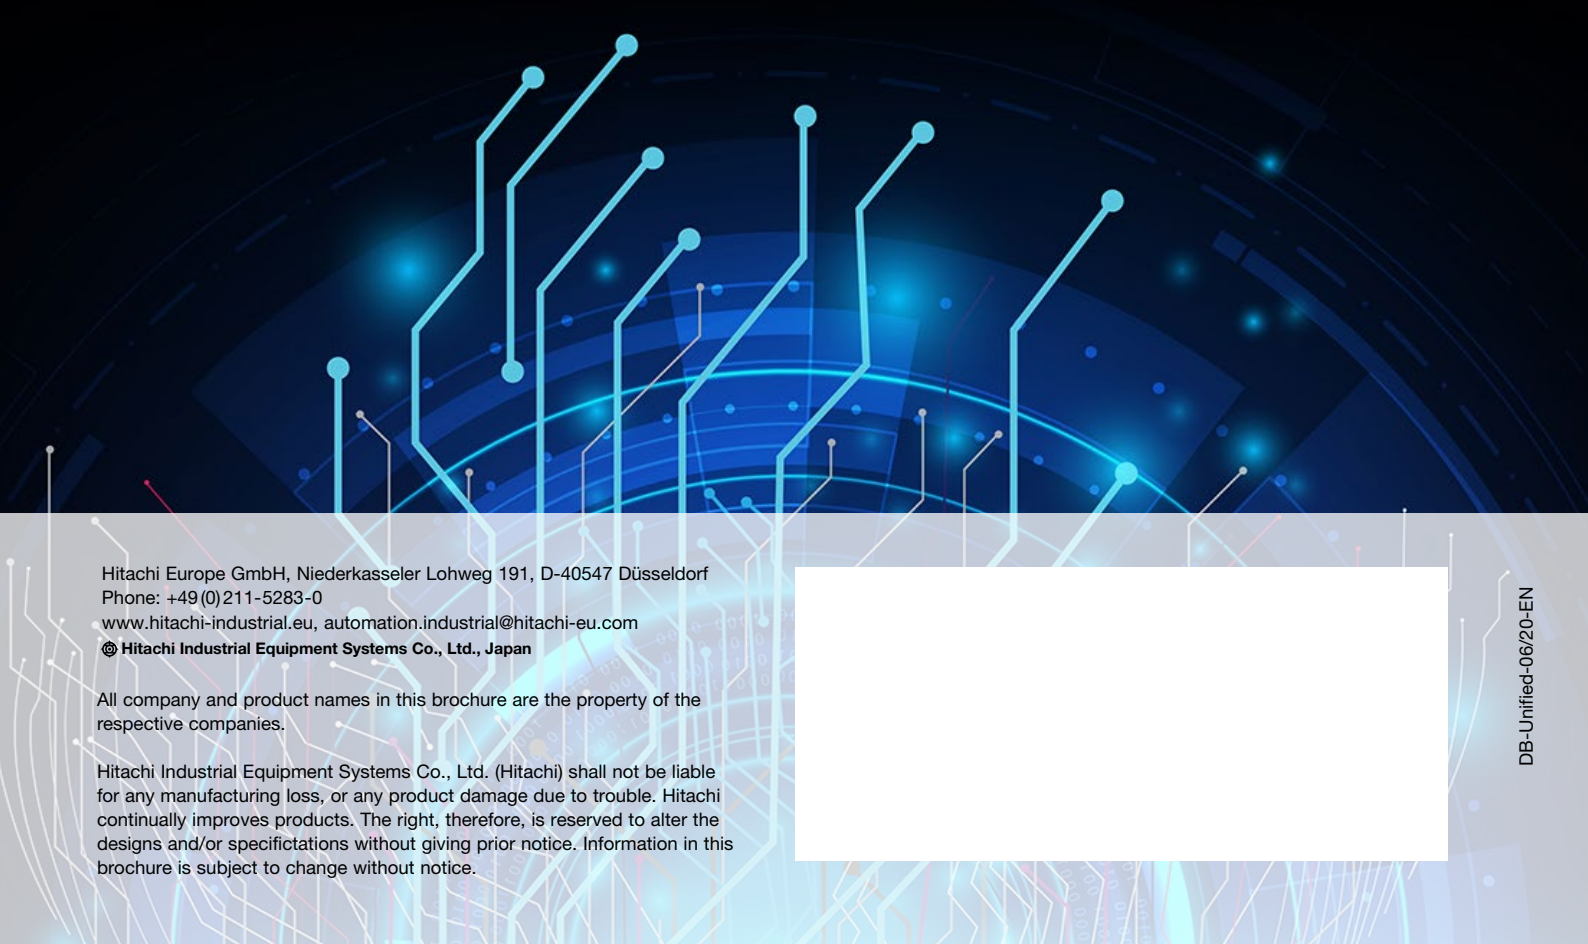 Hitachi Europe GmbH, Niederkasseler Lohweg 191, D-40547 Düsseldorf
Phone: +49(0)211-5283-0
www.hitachi-industrial.eu, automation.industrial@hitachi-eu.com
Hitachi Industrial Equipment Systems Co., Ltd., Japan
All company and product names in this brochure are the property of the
respective companies.
Hitachi Industrial Equipment Systems Co., Ltd. (Hitachi) shall not be liable
for any manufacturing loss, or any product damage due to trouble. Hitachi
continually improves products. The right, therefore, is reserved to alter the
designs and/or specifictations without giving prior notice. Information in this
brochure is subject to change without notice.
DB-Unified-06/20-EN